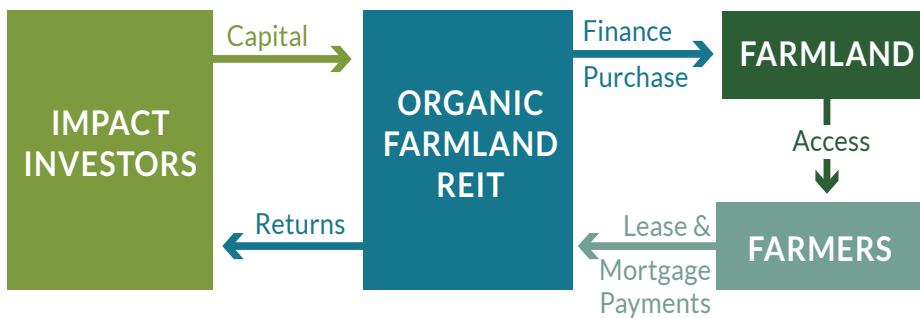 Capital
IMPACT
INVESTORS
Returns
ORGANIC
FARMLAND
REIT
Finance
Purchase
FARMLAND
Access
Lease &
Mortgage
Payments
FARMERS